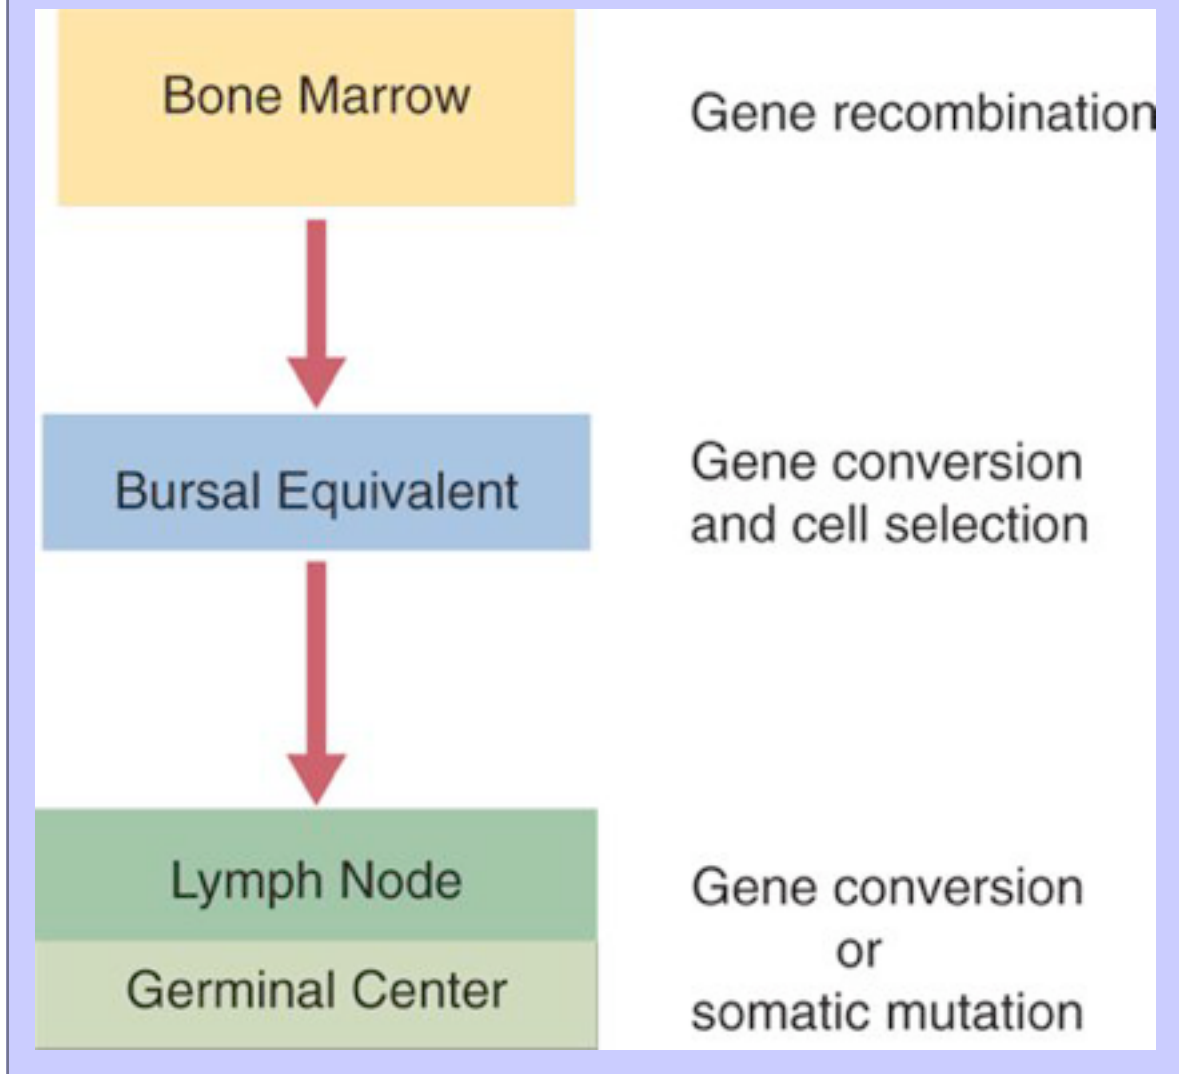 Bone Marrow
Gene recombination
Bursal Equivalent
Gene conversion
and cell selection
Lymph Node
Germinal Center
Gene conversion
or
somatic mutation